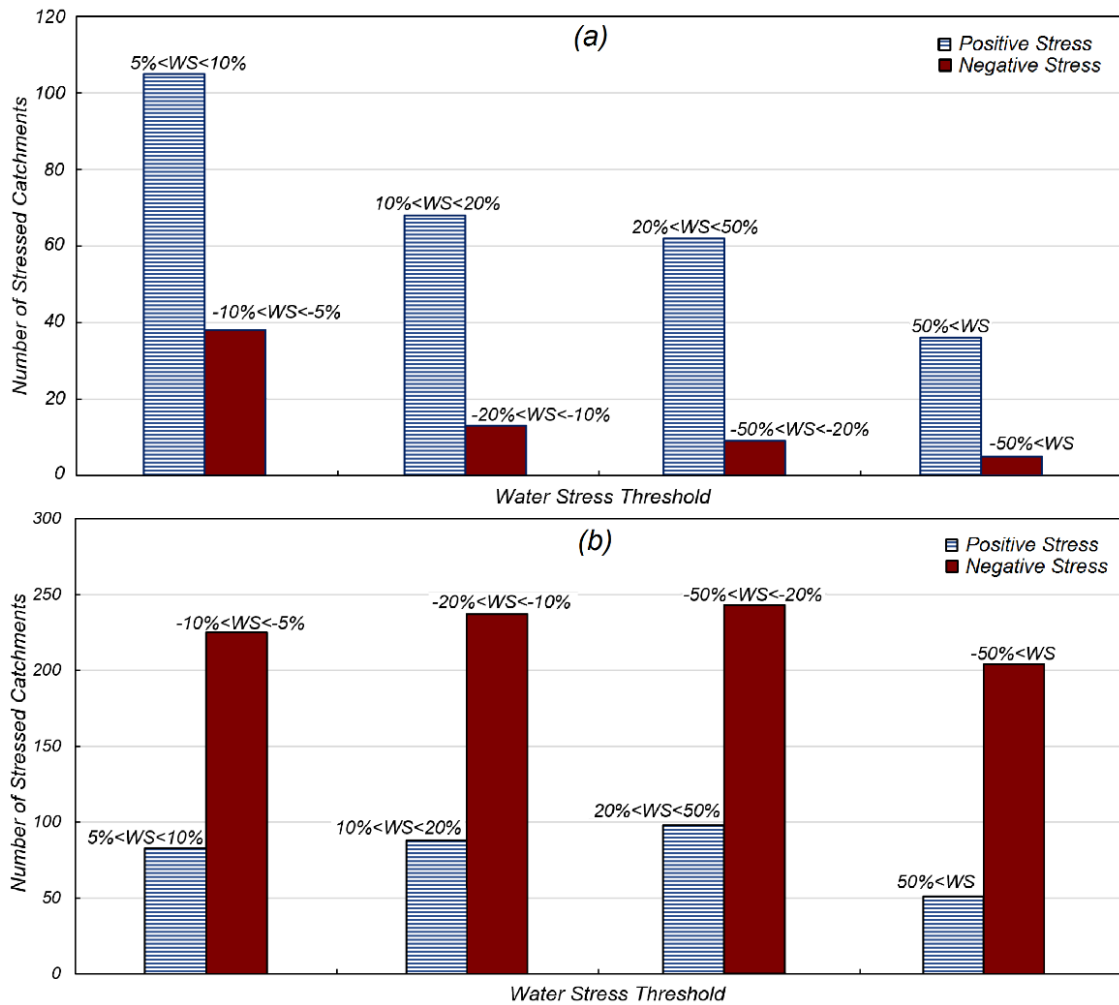 (a)
Positive Stress
Negative Stress
Number of Stressed Catchments
120
100
80
60
40
20
0
5%<WS<10%
-10%<WS<-5%
10%<WS<20%
-20%<WS<-10%
20%<WS<50%
-50%<WS<-20%
50%<WS
-50%<WS
Water Stress Threshold
(b)
Positive Stress
Negative Stress
Number of Stressed Catchments
300
250
200
150
100
50
0
5%<WS<10%
-10%<WS<-5%
10%<WS<20%
-20%<WS<-10%
20%<WS<50%
-50%<WS<-20%
50%<WS
-50%<WS
Water Stress Threshold